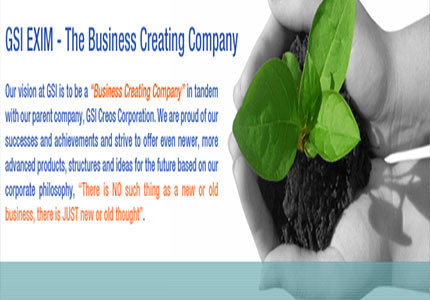 GSI EXIM - The Business Creating Company
Our vision at GSI is to be a "Business Creating Company" in tandem
with our parent company, GSI Creos Corporation. We are proud of our
successes and achievements and strive to offer even newer, more
advanced products, structures and ideas for the future based on our
corporate philosophy, "There is NO such thing as a new or old
business, there is JUST new or old thought".